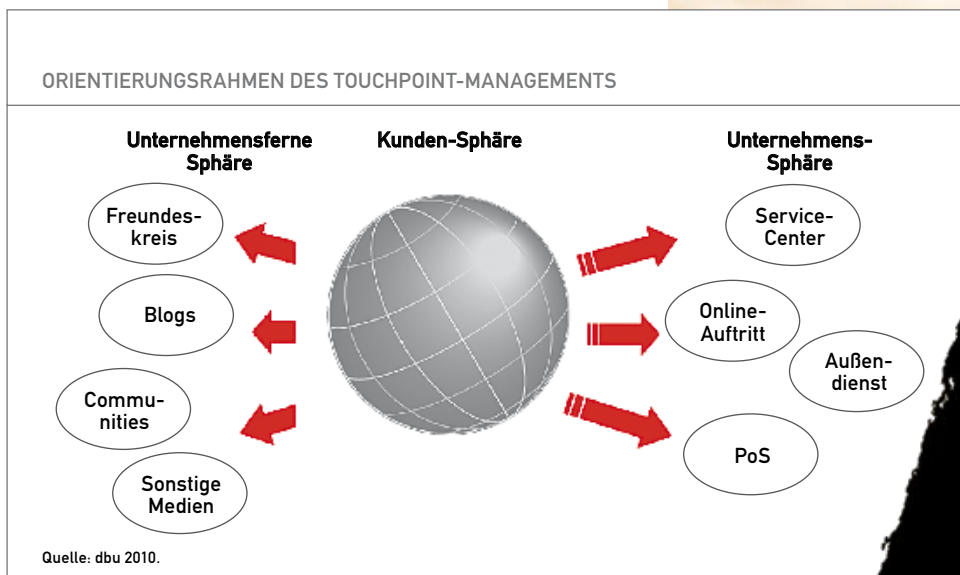 ORIENTIERUNGSRAHMEN DES TOUCHPOINT-MANAGEMENTS
Unternehmensferne
Sphäre
Kunden-Sphäre
Unternehmens-
Sphäre
Freundes-
kreis
Blogs
Commu-
nities
Sonstige
Medien
Service-
Center
Online-
Auftritt
Außen-
dienst
PoS
Quelle: dbu 2010.